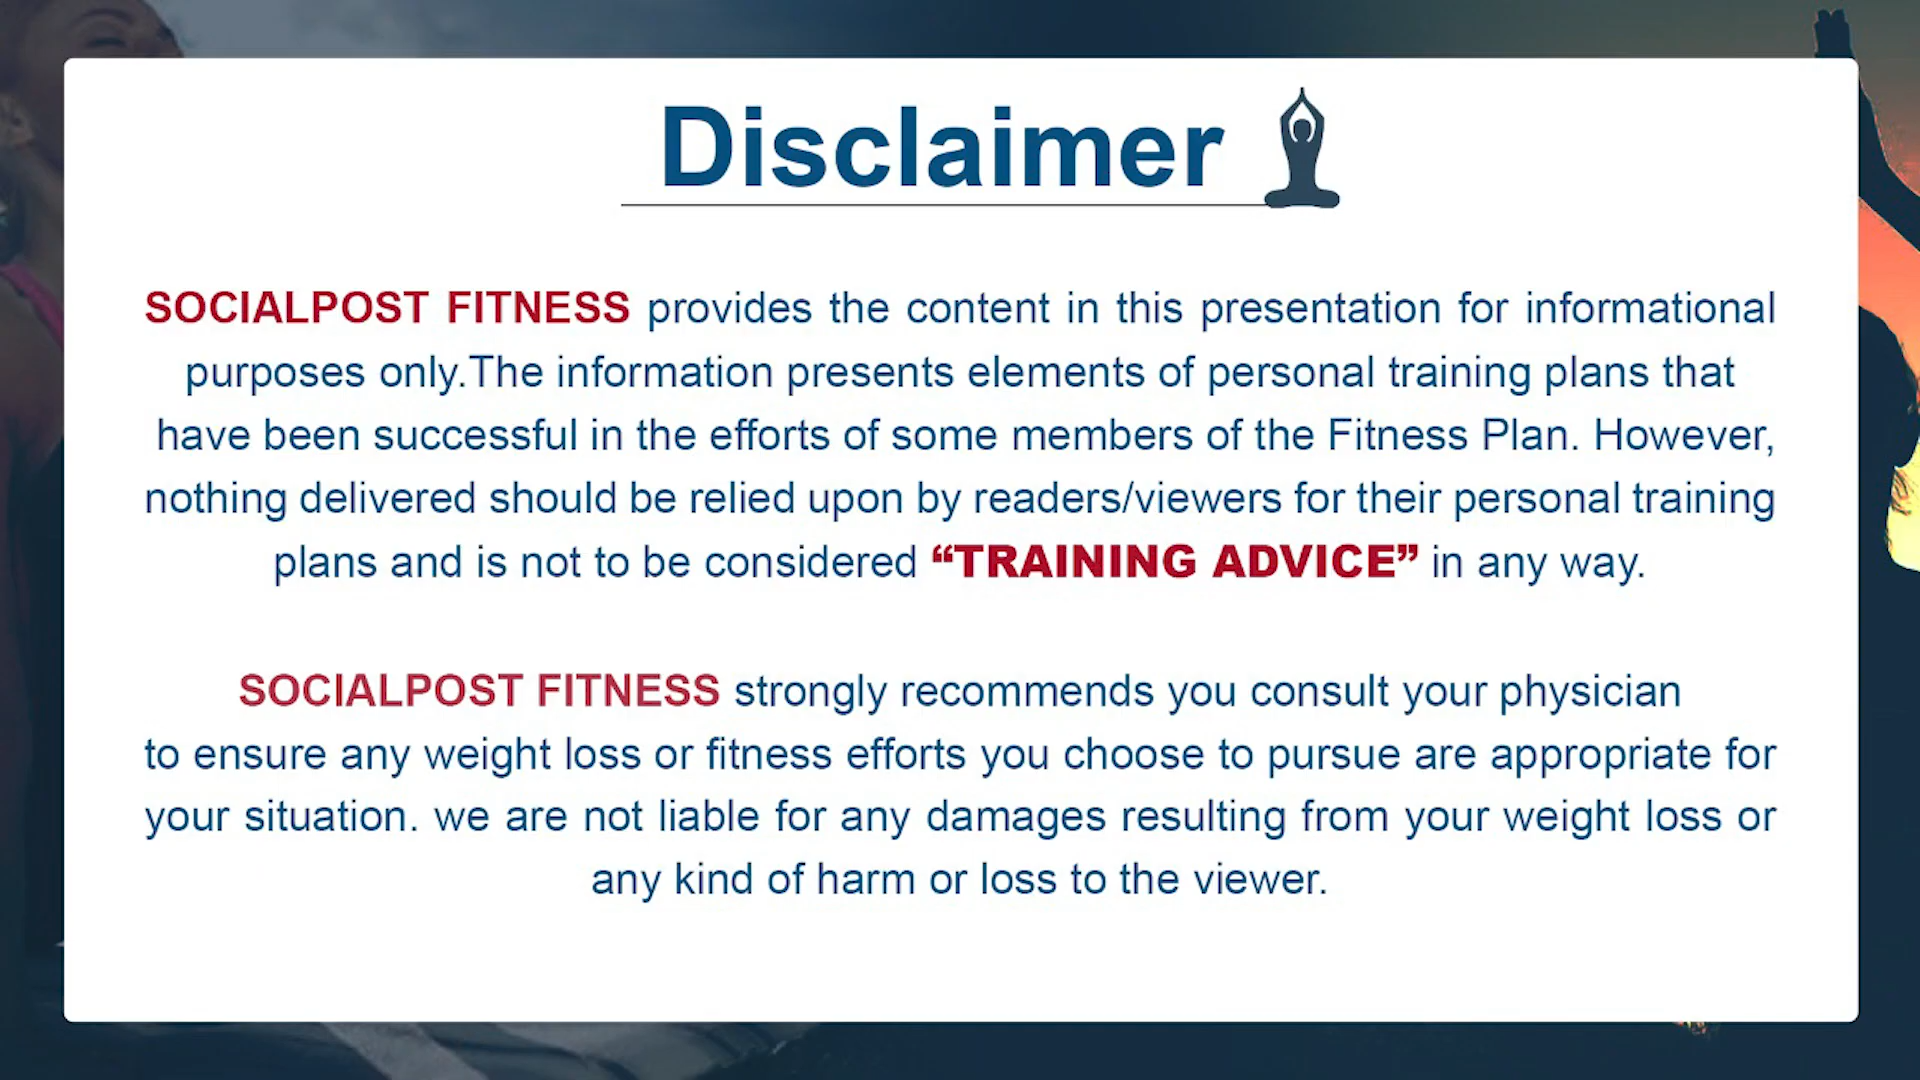 Disclaimer
SOCIALPOST FITNESS provides the content in this presentation for informational
purposes only.The information presents elements of personal training plans that
have been successful in the efforts of some members of the Fitness Plan. However,
nothing delivered should be relied upon by readers/viewers for their personal training
plans and is not to be considered “TRAINING ADVICE” in any way.
SOCIALPOST FITNESS strongly recommends you consult your physician
to ensure any weight loss or fitness efforts you choose to pursue are appropriate for
your situation. we are not liable for any damages resulting from your weight loss or
any kind of harm or loss to the viewer.